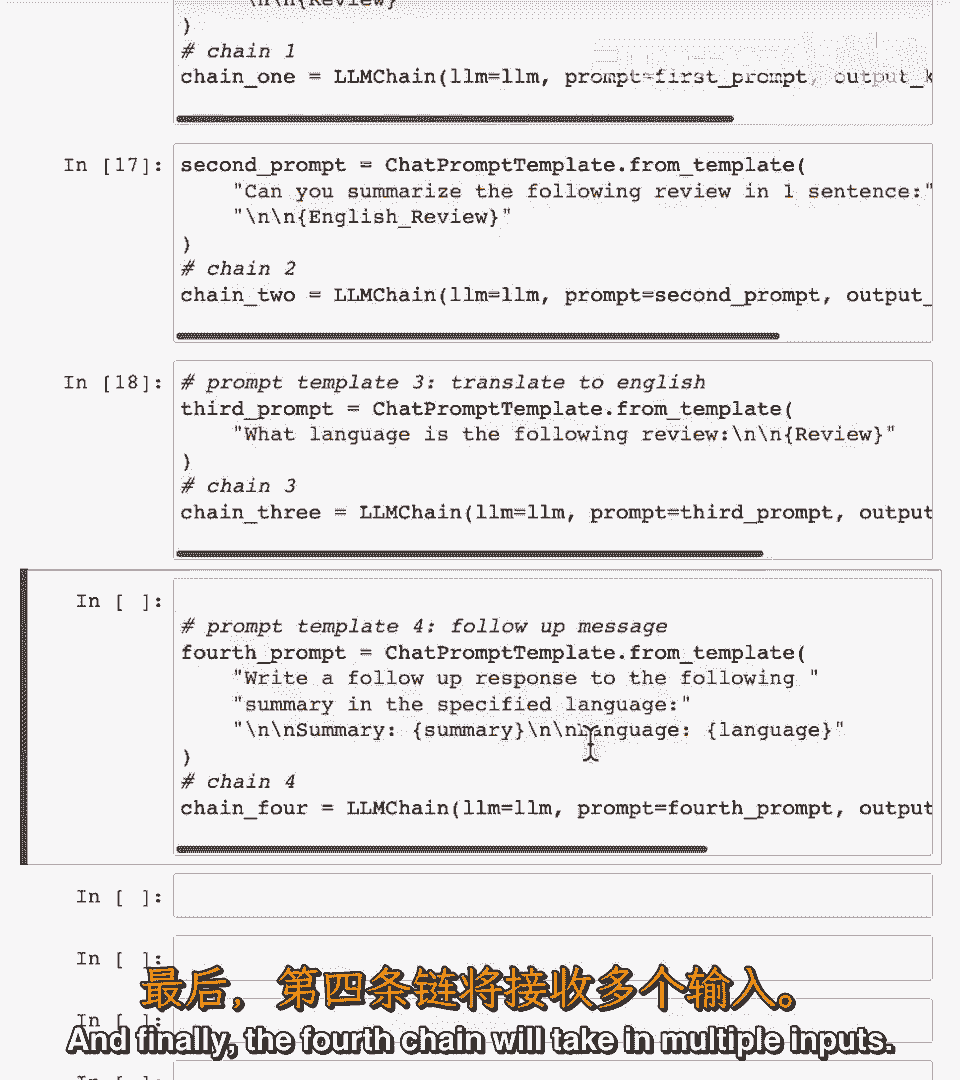 "\n\n{Review}"
)
# chain 1
chain_one = LLMChain(llm=llm, prompt=first_prompt, output_k
In [17]:
second_prompt = ChatPromptTemplate.from_template(
"Can you summarize the following review in 1 sentence:"
"\n\n{English_Review}"
)
# chain 2
chain_two = LLMChain(llm=llm, prompt=second_prompt, output_
In [18]:
# prompt template 3: translate to english
third_prompt = ChatPromptTemplate.from_template(
"What language is the following review:\n\n{Review}"
)
# chain 3
chain_three = LLMChain(llm=llm, prompt=third_prompt, output
In [ ]:
# prompt template 4: follow up message
fourth_prompt = ChatPromptTemplate.from_template(
"Write a follow up response to the following "
"summary in the specified language:"
"\n\nSummary: {summary}\n\nLanguage: {language}"
)
# chain 4
chain_four = LLMChain(llm=llm, prompt=fourth_prompt, output
In [ ]:
In [ ]:
最后，第四条链将接收多个输入。
In [ ]:
And finally, the fourth chain will take in multiple inputs.
In [ ]: